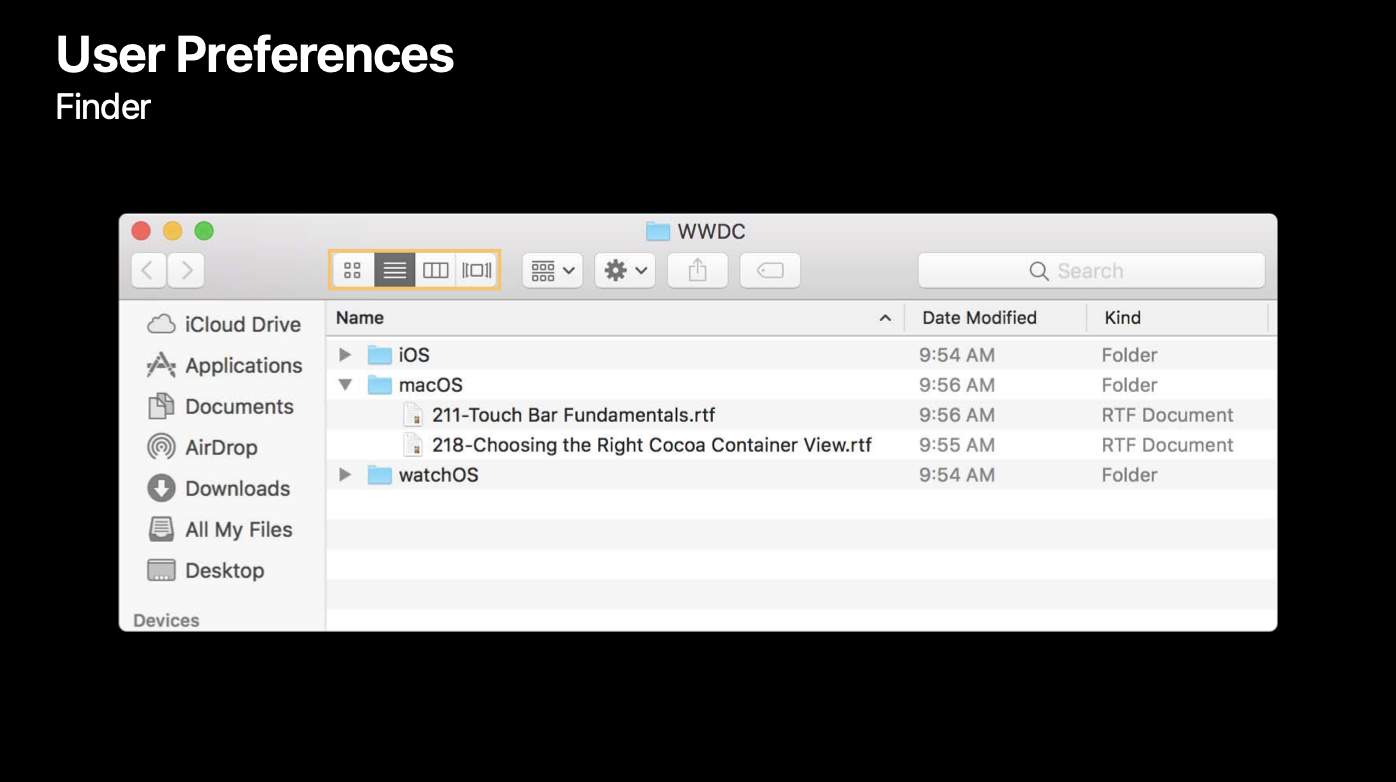 User Preferences
Finder
WWDC
Search
iCloud Drive
Applications
Documents
AirDrop
Downloads
All My Files
Desktop
Devices
Name Date Modified Kind
iOS 9:54 AM Folder
macOS 9:56 AM Folder
211-Touch Bar Fundamentals.rtf 9:56 AM RTF Document
218-Choosing the Right Cocoa Container View.rtf 9:55 AM RTF Document
watchOS 9:54 AM Folder